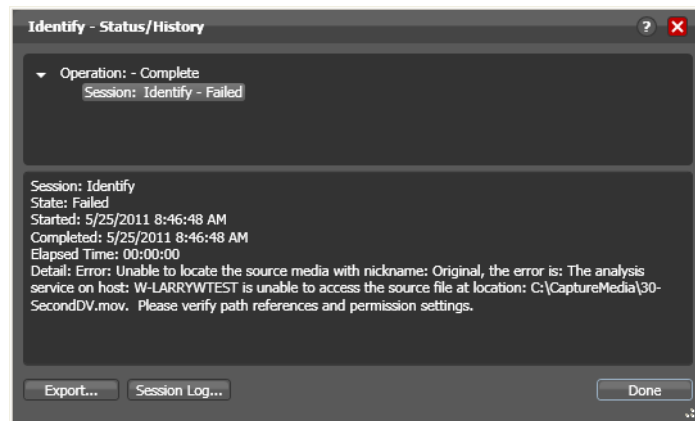 Identify - Status/History
?
Operation: - Complete
Session: Identify - Failed
Session: Identify
State: Failed
Started: 5/25/2011 8:46:48 AM
Completed: 5/25/2011 8:46:48 AM
Elapsed Time: 00:00:00
Detail: Error: Unable to locate the source media with nickname: Original, the error is: The analysis
service on host: W-LARRYWTEST is unable to access the source file at location: C:\CaptureMedia\30-
SecondDV.mov.  Please verify path references and permission settings.
Export... Session Log... Done